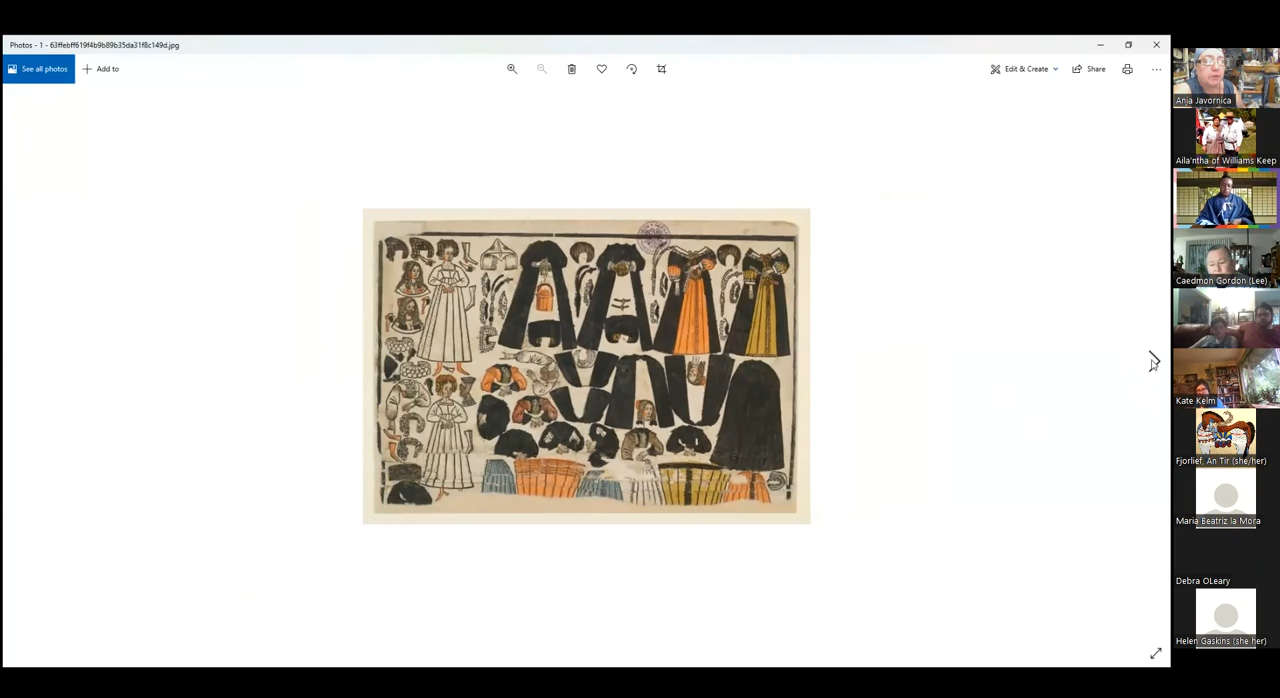 Photos - 1 - 63ffebff619f4b9b89b35da31f8c149d.jpg
See all photos
Add to
Edit & Create
Share
Anja Javornica
Aila'ntha of Williams Keep
Caedmon Gordon (Lee)
Kate Kelm
Fjorlief, An Tir (she/her)
Maria Beatriz la Mora
Debra OLeary
Helen Gaskins (she her)